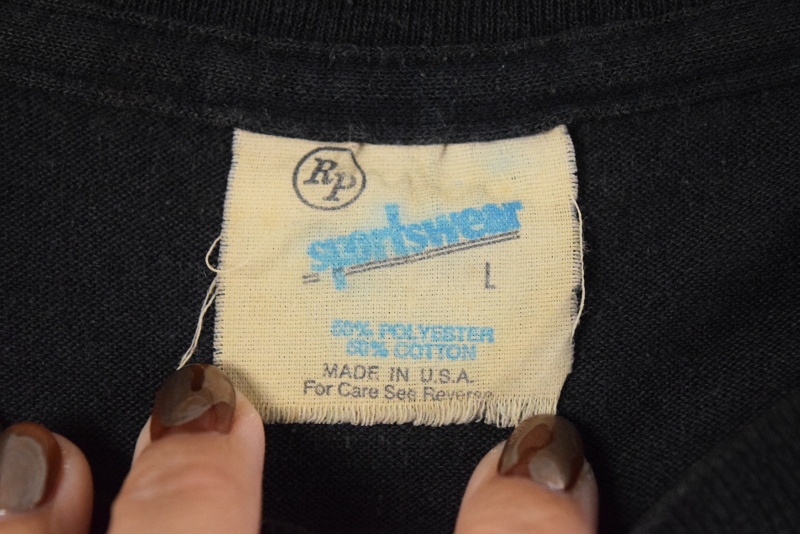 RP
sportswear
L
50% POLYESTER
50% COTTON
MADE IN U.S.A.
For Care See Reverse